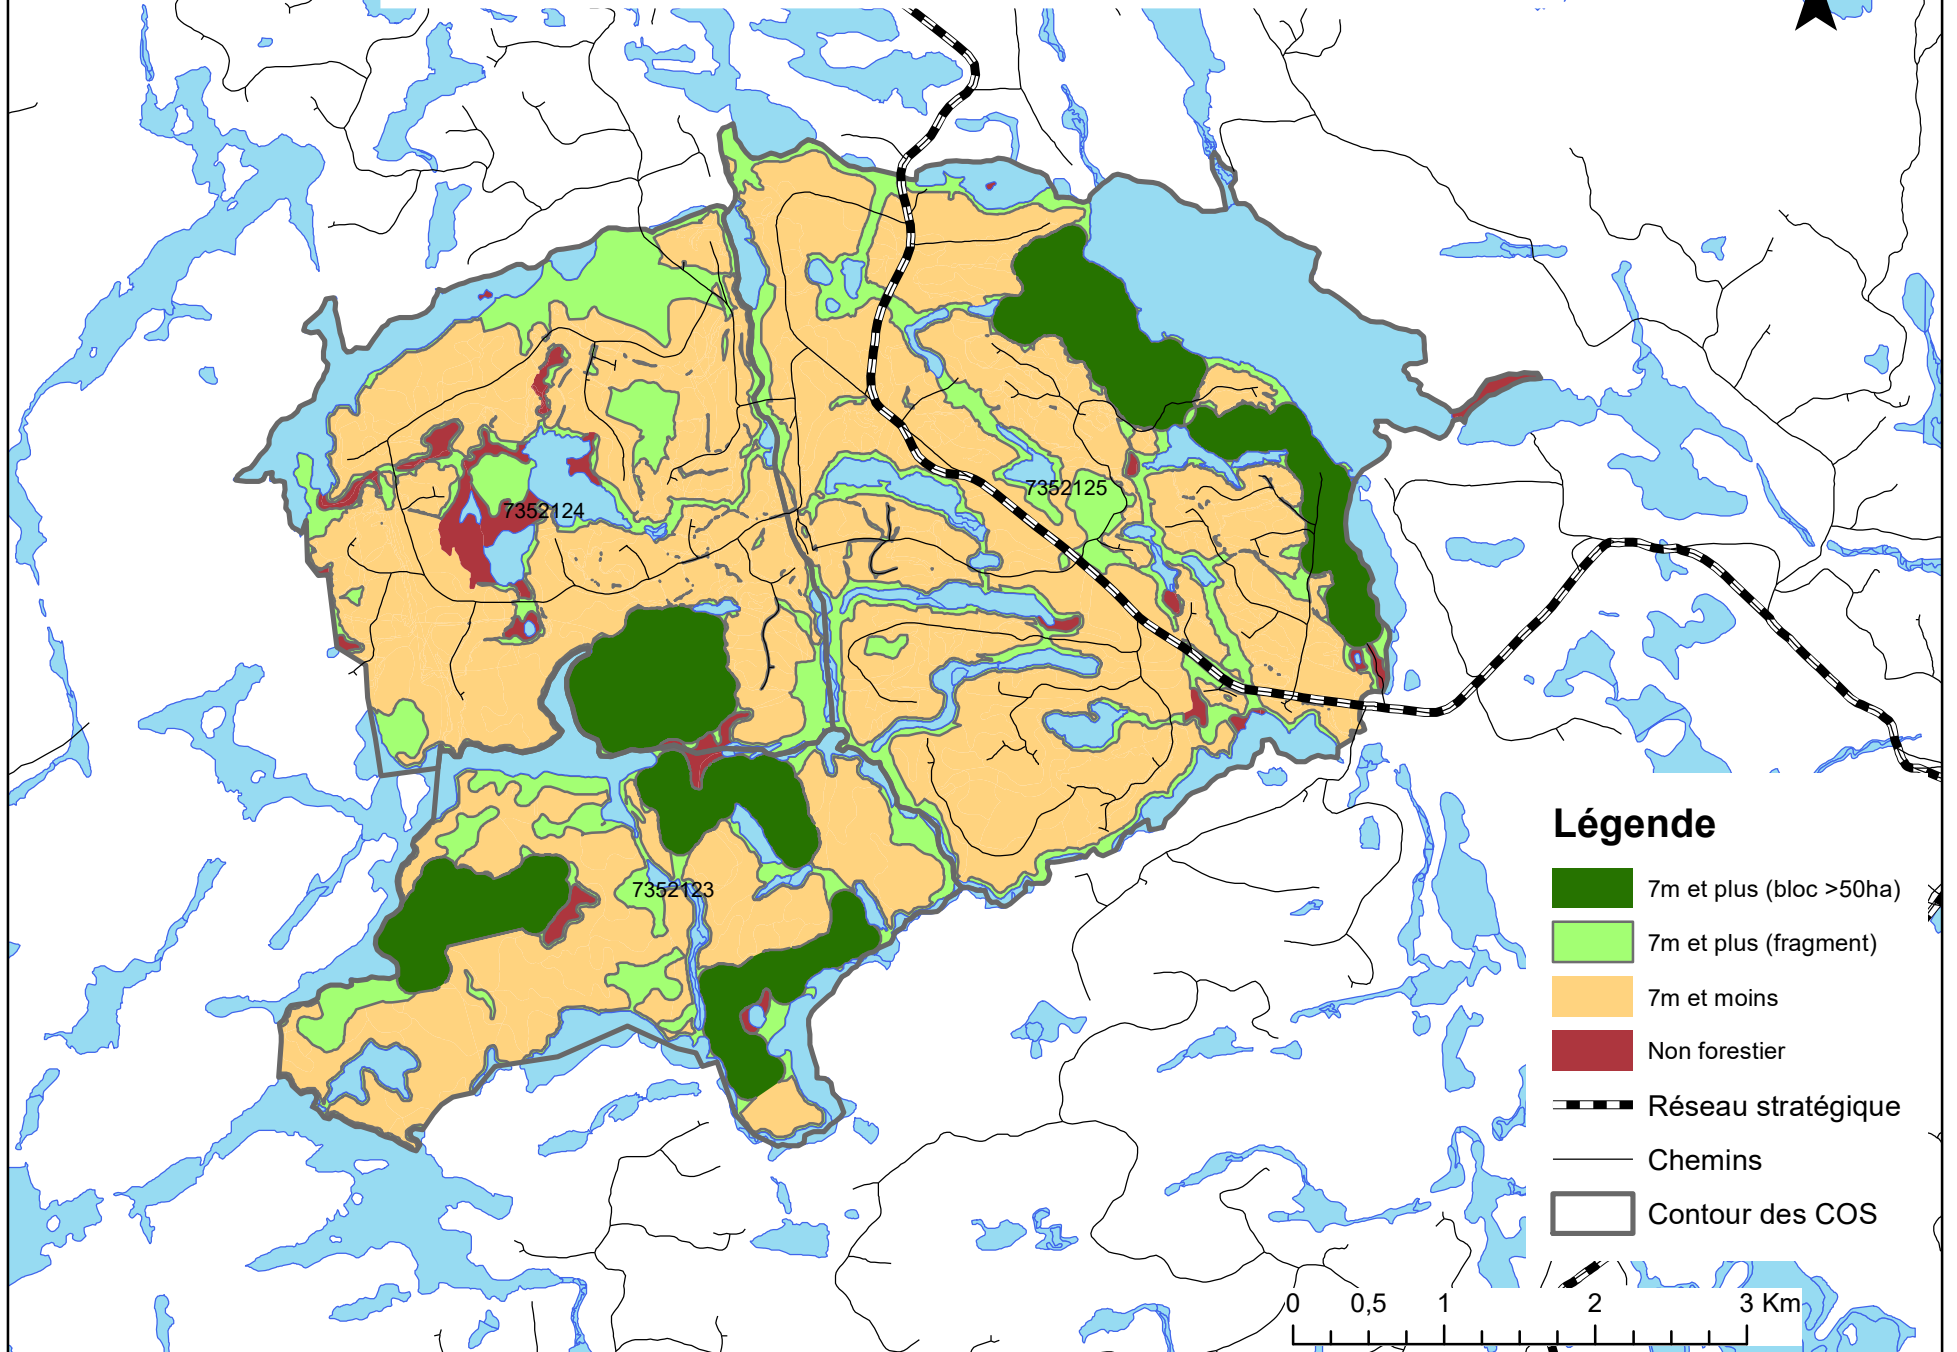 7352124
7352125
7352123
Légende
7m et plus (bloc >50ha)
7m et plus (fragment)
7m et moins
Non forestier
Réseau stratégique
Chemins
Contour des COS
0 0,5 1 2 3 Km